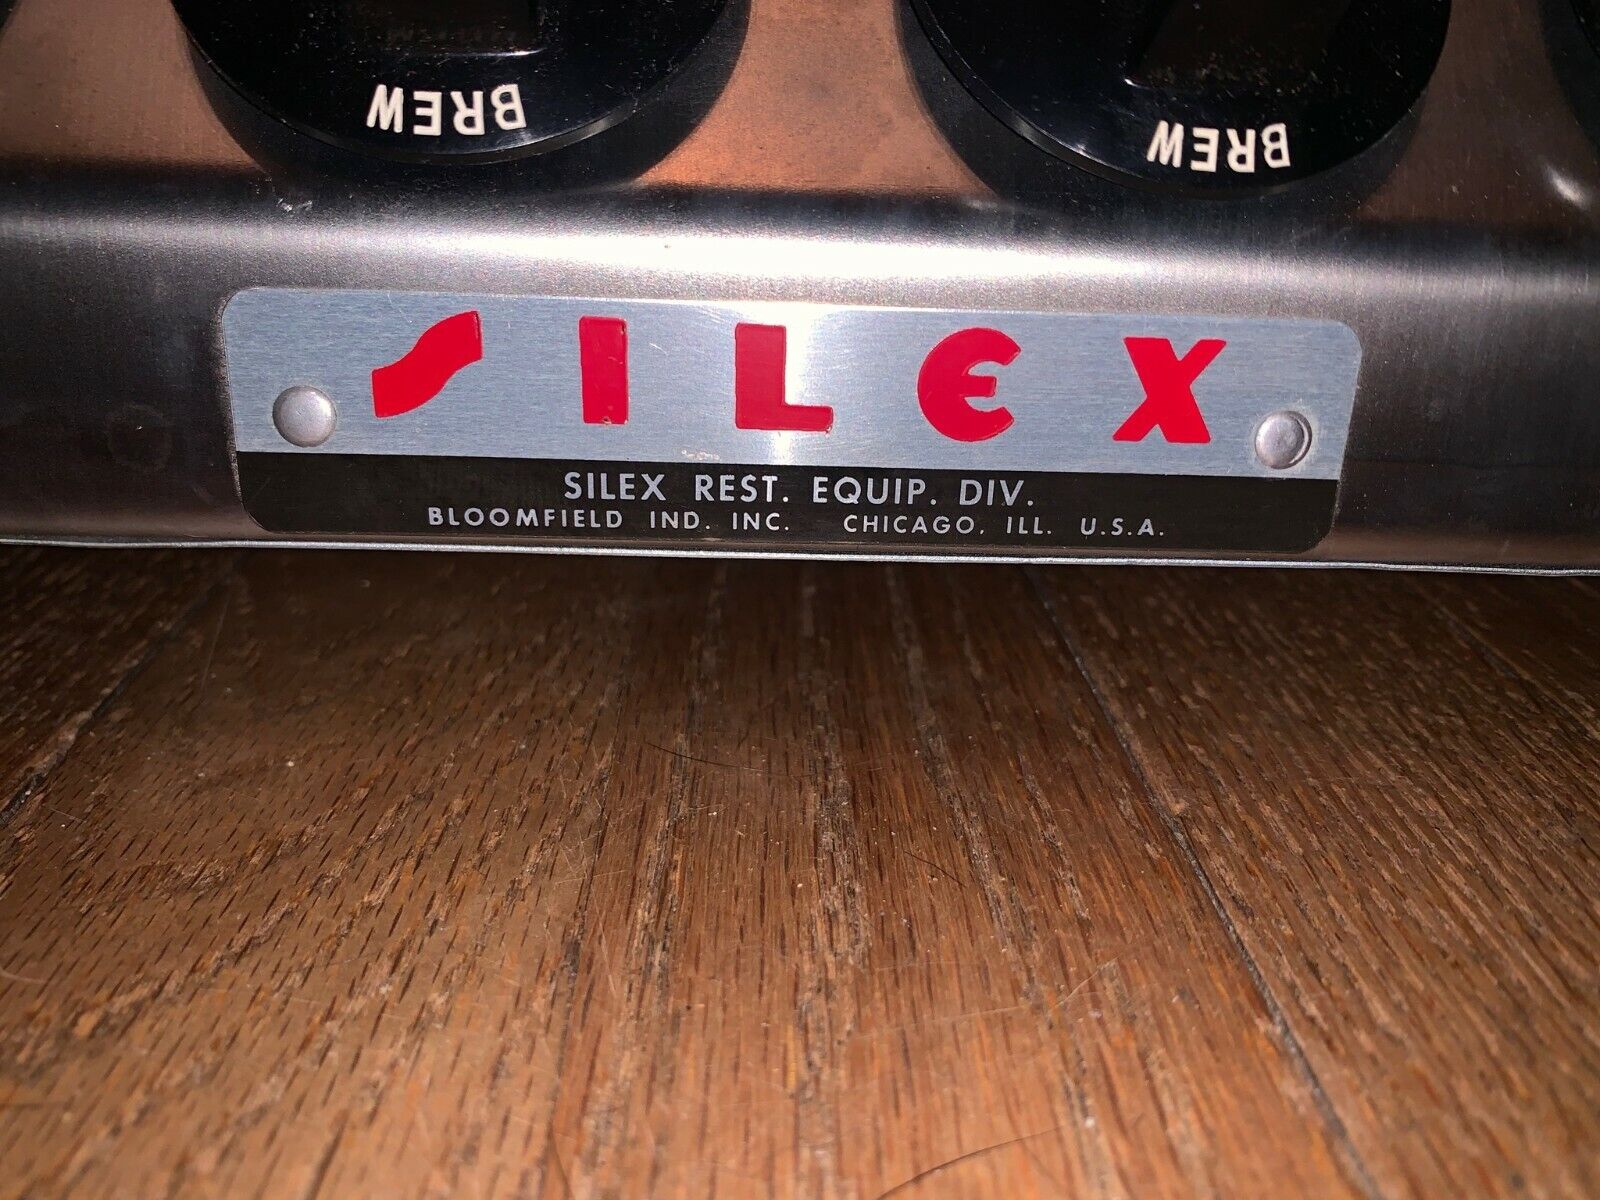 BREW BREW
SILEX
SILEX REST. EQUIP. DIV.
BLOOMFIELD IND. INC. CHICAGO, ILL. U.S.A.